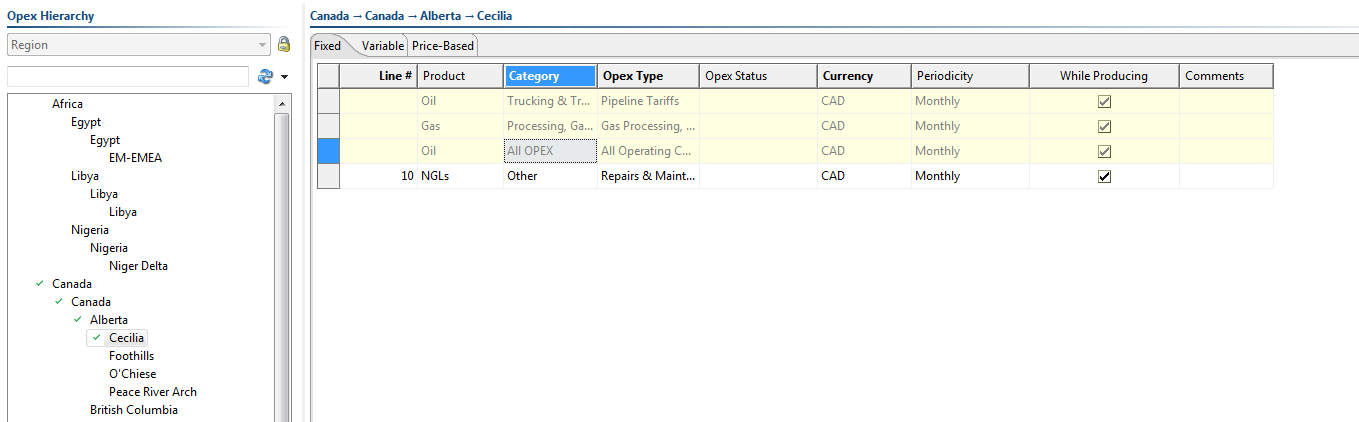 Opex Hierarchy
Region
Africa
Egypt
Egypt
EM-EMEA
Libya
Libya
Libya
Nigeria
Nigeria
Niger Delta
Canada
Canada
Alberta
Cecilia
Foothills
O'Chiese
Peace River Arch
British Columbia
Canada → Canada → Alberta → Cecilia
Fixed Variable Price-Based
Line # Product Category Opex Type Opex Status Currency Periodicity While Producing Comments
Oil Trucking & Tr... Pipeline Tariffs CAD Monthly
Gas Processing, Ga... Gas Processing, ... CAD Monthly
Oil All OPEX All Operating C... CAD Monthly
10 NGLs Other Repairs & Maint... CAD Monthly